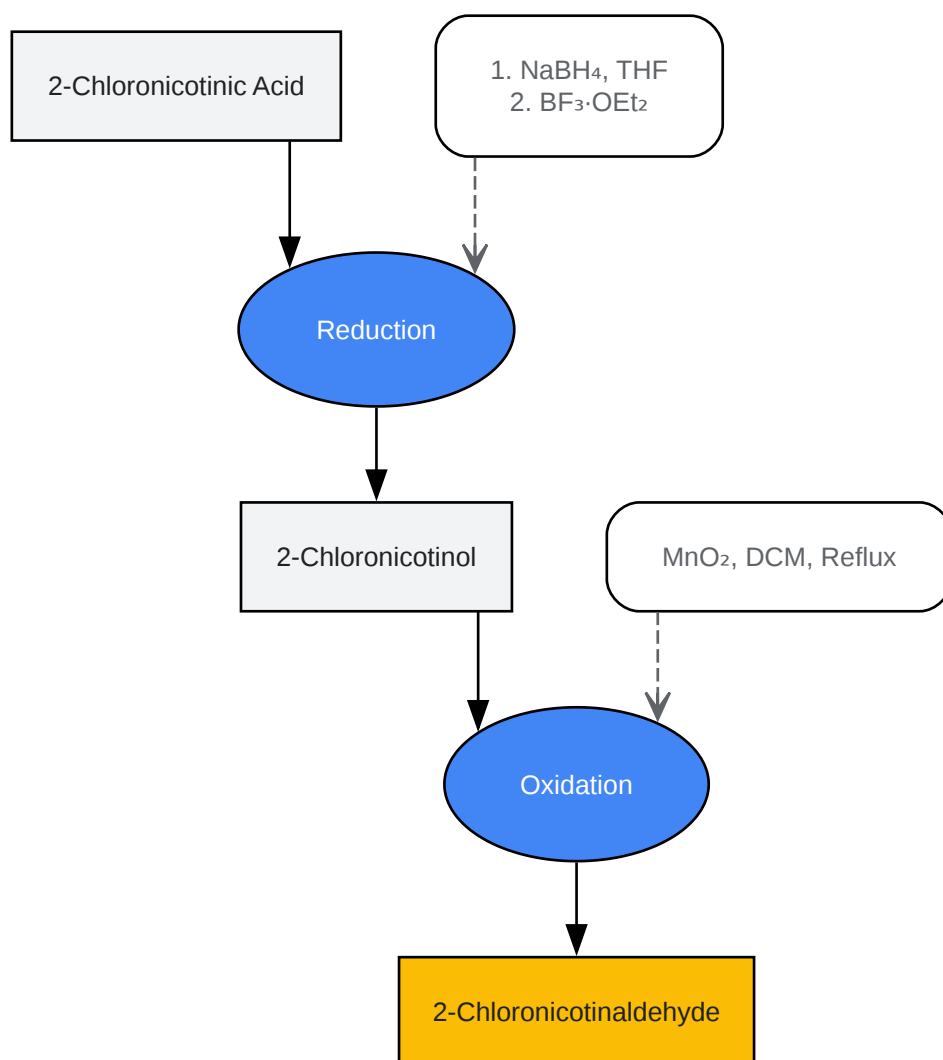 2-Chloronicotinic Acid
1. NaBH₄, THF
2. BF₃·OEt₂
Reduction
2-Chloronicotinol
MnO₂, DCM, Reflux
Oxidation
2-Chloronicotinaldehyde